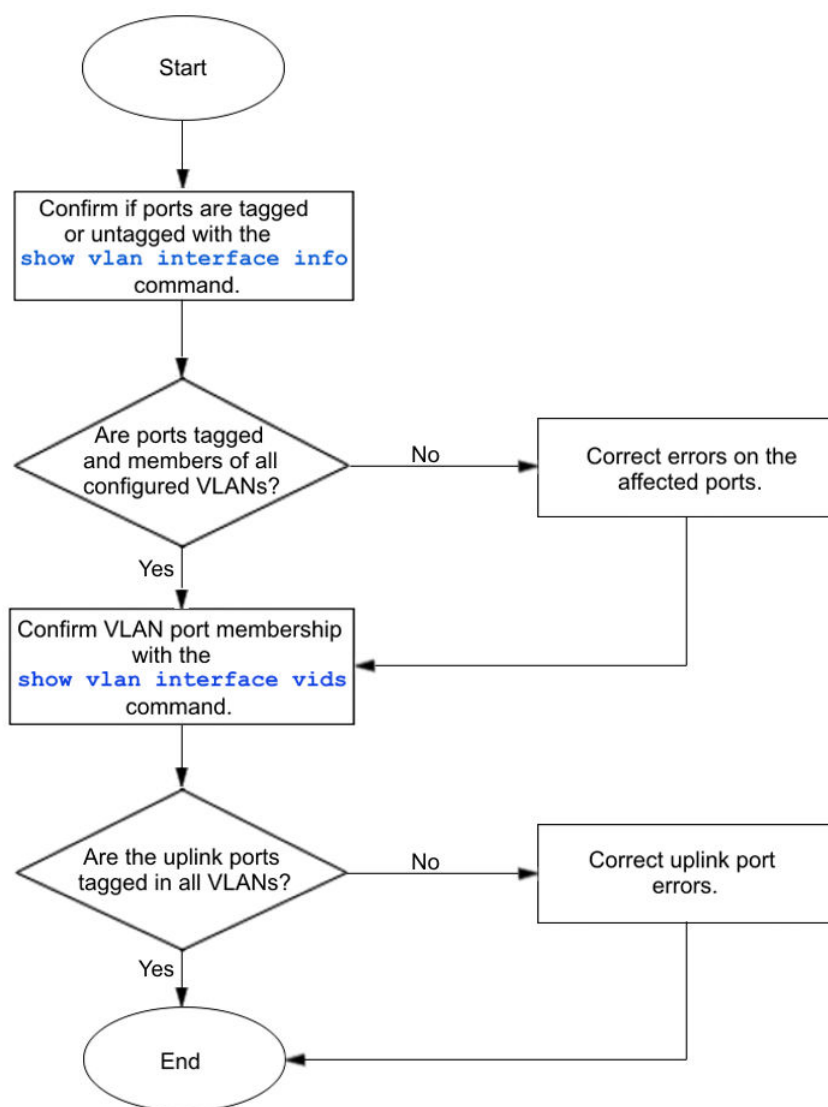 Start
Confirm if ports are tagged
or untagged with the
show vlan interface info
command.
Are ports tagged
and members of all
configured VLANs?
No
Correct errors on the
affected ports.
Yes
Confirm VLAN port membership
with the
show vlan interface vids
command.
Are the uplink ports
tagged in all VLANs?
No
Correct uplink port
errors.
Yes
End